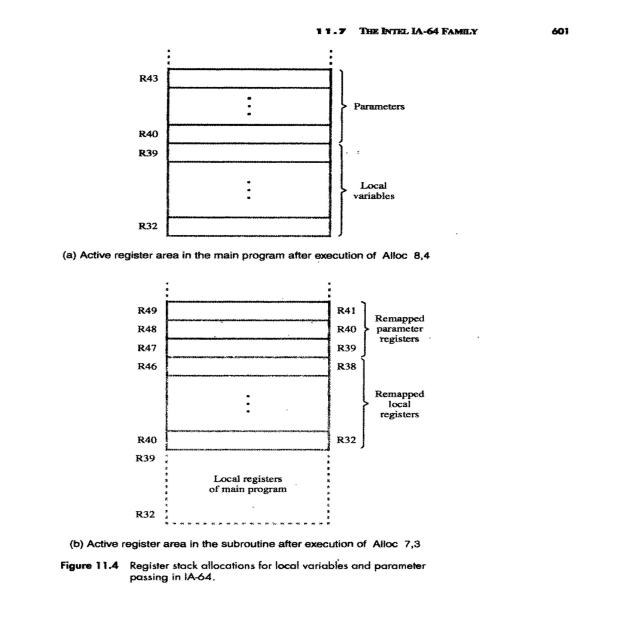 11.7 THE INTEL IA-64 FAMILY 601
R43
Parameters
R40
R39
Local
variables
R32
(a) Active register area in the main program after execution of Alloc 8,4
R49 R41
Remapped
R48 R40 parameter
registers
R47 R39
R46 R38
Remapped
local
registers
R40 R32
R39
Local registers
of main program
R32
(b) Active register area in the subroutine after execution of Alloc 7,3
Figure 11.4 Register stack allocations for local variables and parameter
passing in IA-64.